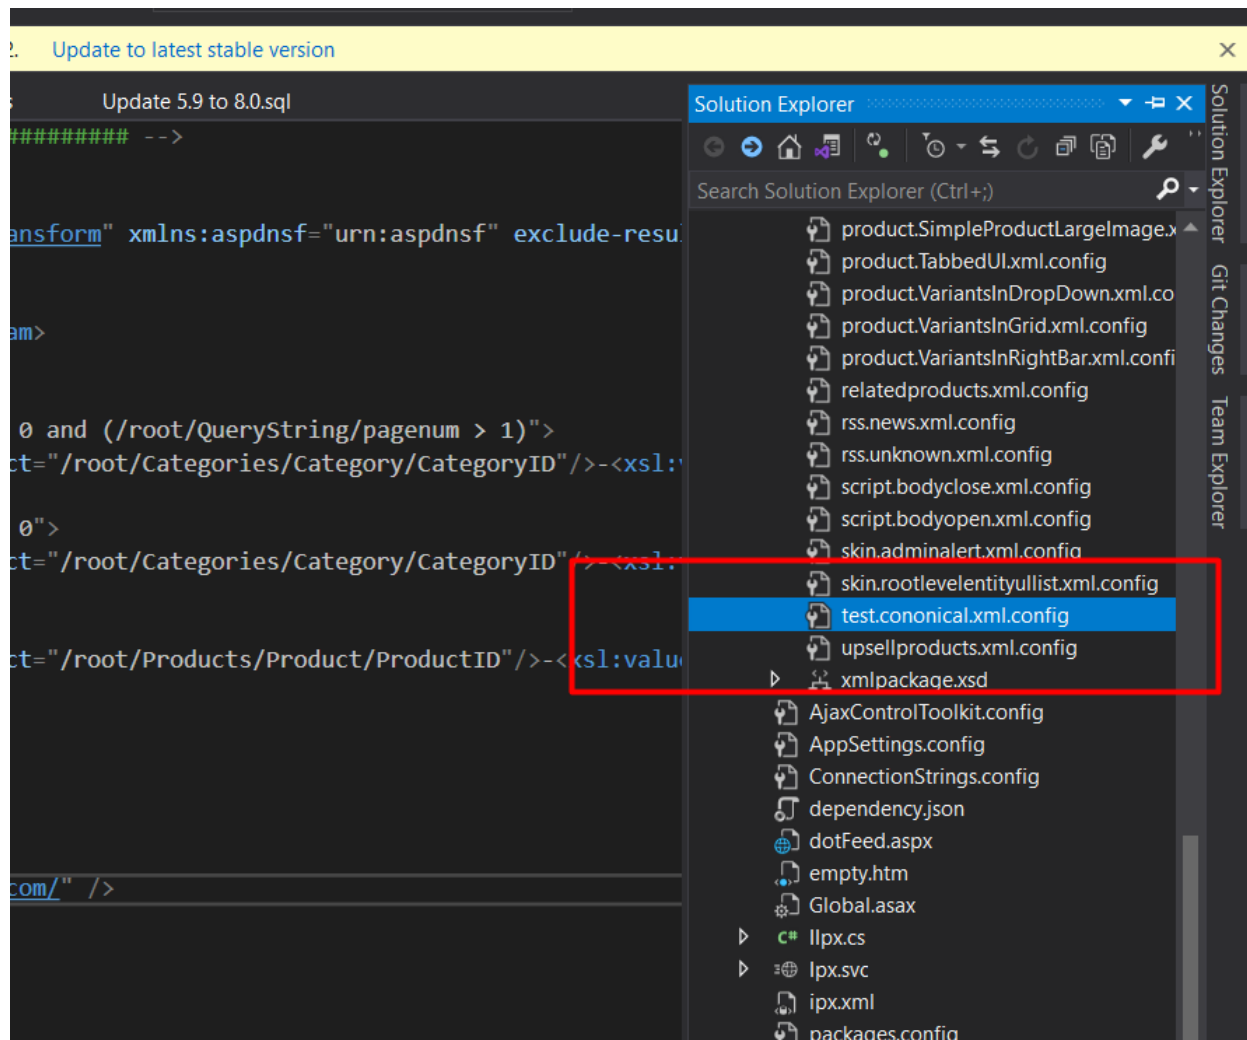 2. Update to latest stable version
s Update 5.9 to 8.0.sql
########## -->
ansform" xmlns:aspdnsf="urn:aspdnsf" exclude-resu
am>
0 and (/root/QueryString/pagenum > 1)">
ct="/root/Categories/Category/CategoryID"/>-<xsl:
0">
ct="/root/Categories/Category/CategoryID"/>-<xsl:
ct="/root/Products/Product/ProductID"/>-<xsl:valu
com/" />
Solution Explorer
Search Solution Explorer (Ctrl+;)
product.SimpleProductLargeImage.x
product.TabbedUI.xml.config
product.VariantsInDropDown.xml.co
product.VariantsInGrid.xml.config
product.VariantsInRightBar.xml.confi
relatedproducts.xml.config
rss.news.xml.config
rss.unknown.xml.config
script.bodyclose.xml.config
script.bodyopen.xml.config
skin.adminalert.xml.config
skin.rootlevelentityullist.xml.config
test.cononical.xml.config
upsellproducts.xml.config
xmlpackage.xsd
AjaxControlToolkit.config
AppSettings.config
ConnectionStrings.config
dependency.json
dotFeed.aspx
empty.htm
Global.asax
C# Ilpx.cs
Ipx.svc
ipx.xml
packages.config
Solution Explorer
Git Changes
Team Explorer